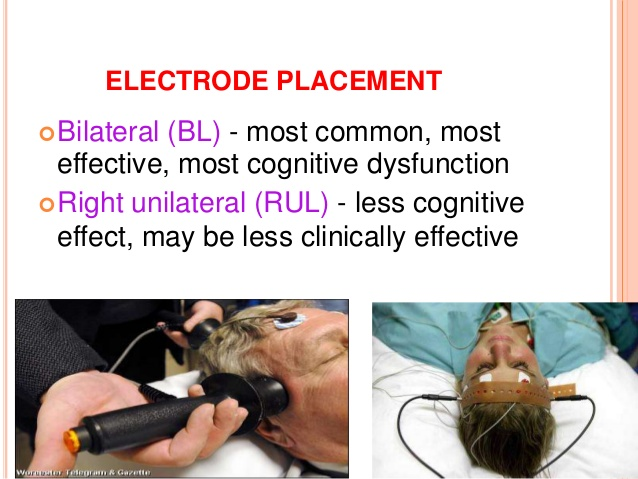 ELECTRODE PLACEMENT
Bilateral (BL) - most common, most
effective, most cognitive dysfunction
Right unilateral (RUL) - less cognitive
effect, may be less clinically effective
Worcester Telegram & Gazette